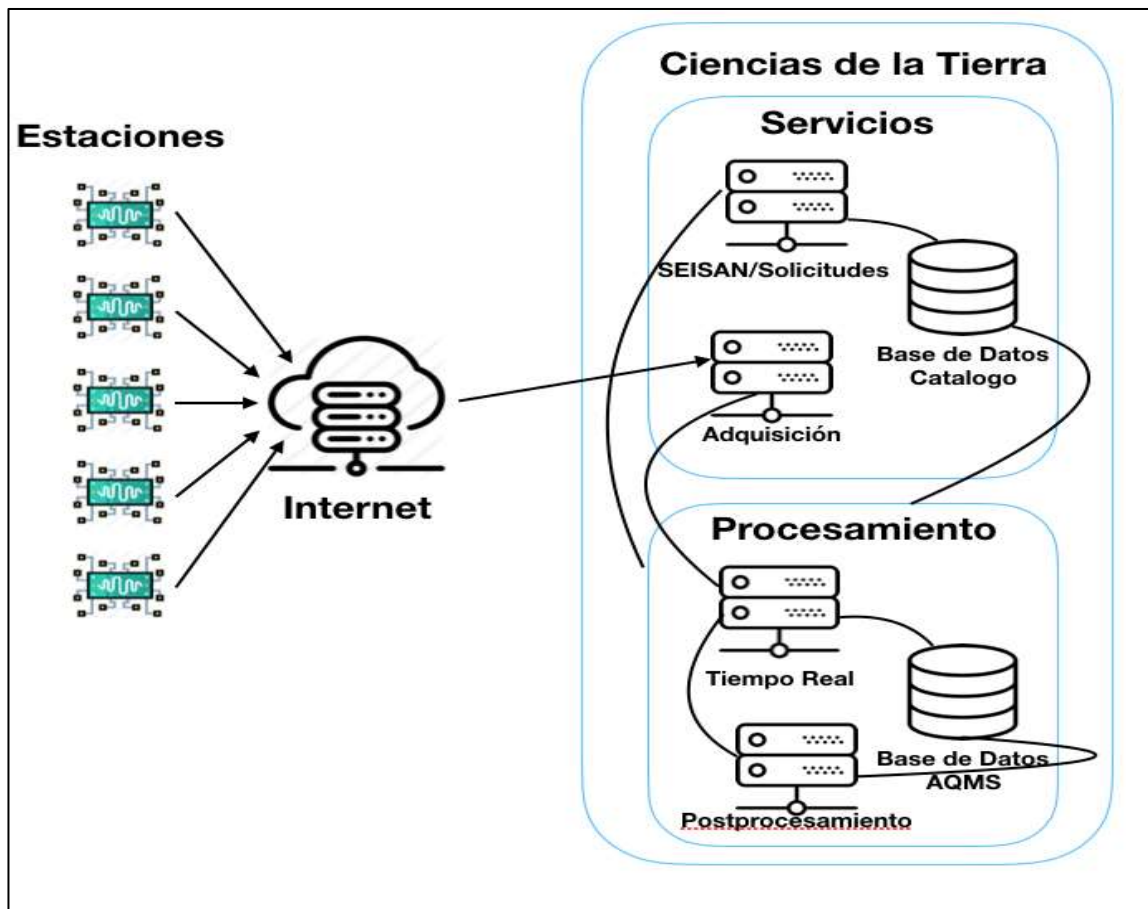 Ciencias de la Tierra
Estaciones
Servicios
SEISAN/Solicitudes
Base de Datos
Catalogo
Adquisición
Internet
Procesamiento
Tiempo Real
Base de Datos
AQMS
Postprocesamiento